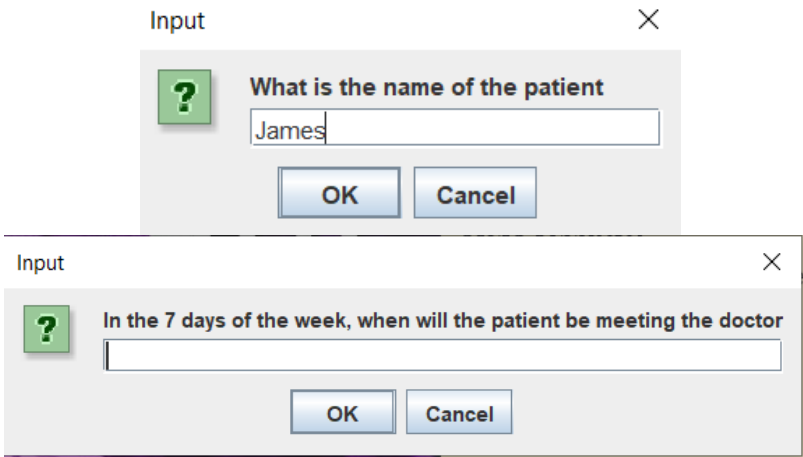 Input
What is the name of the patient
James
OK Cancel
Input
In the 7 days of the week, when will the patient be meeting the doctor
OK Cancel